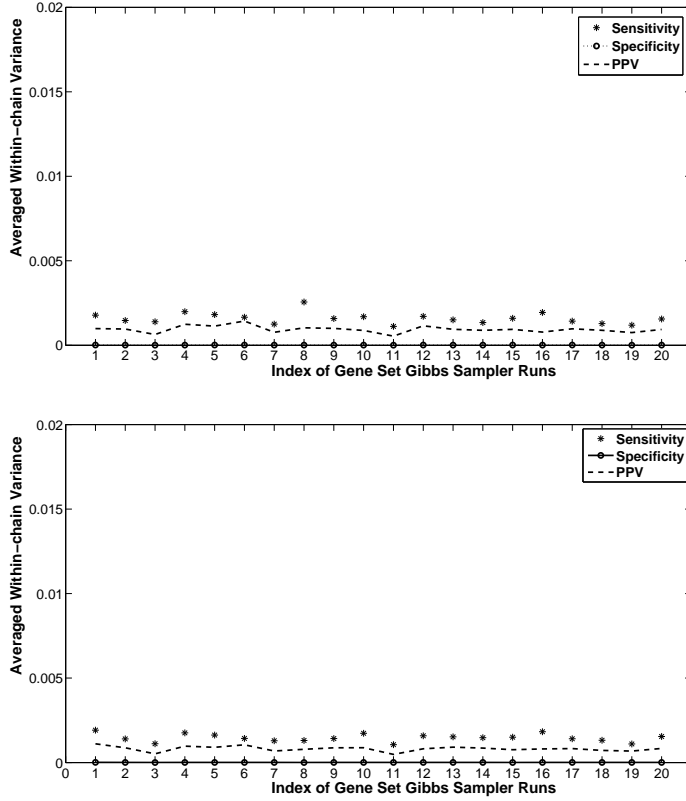 0.02
0.015
0.01
0.005
0
Averaged Within−chain Variance
Sensitivity
Specificity
PPV
1 2 3 4 5 6 7 8 9 10 11 12 13 14 15 16 17 18 19 20
Index of Gene Set Gibbs Sampler Runs
0.02
0.015
0.01
0.005
0
Averaged Within−chain Variance
Sensitivity
Specificity
PPV
0 1 2 3 4 5 6 7 8 9 10 11 12 13 14 15 16 17 18 19 20
Index of Gene Set Gibbs Sampler Runs